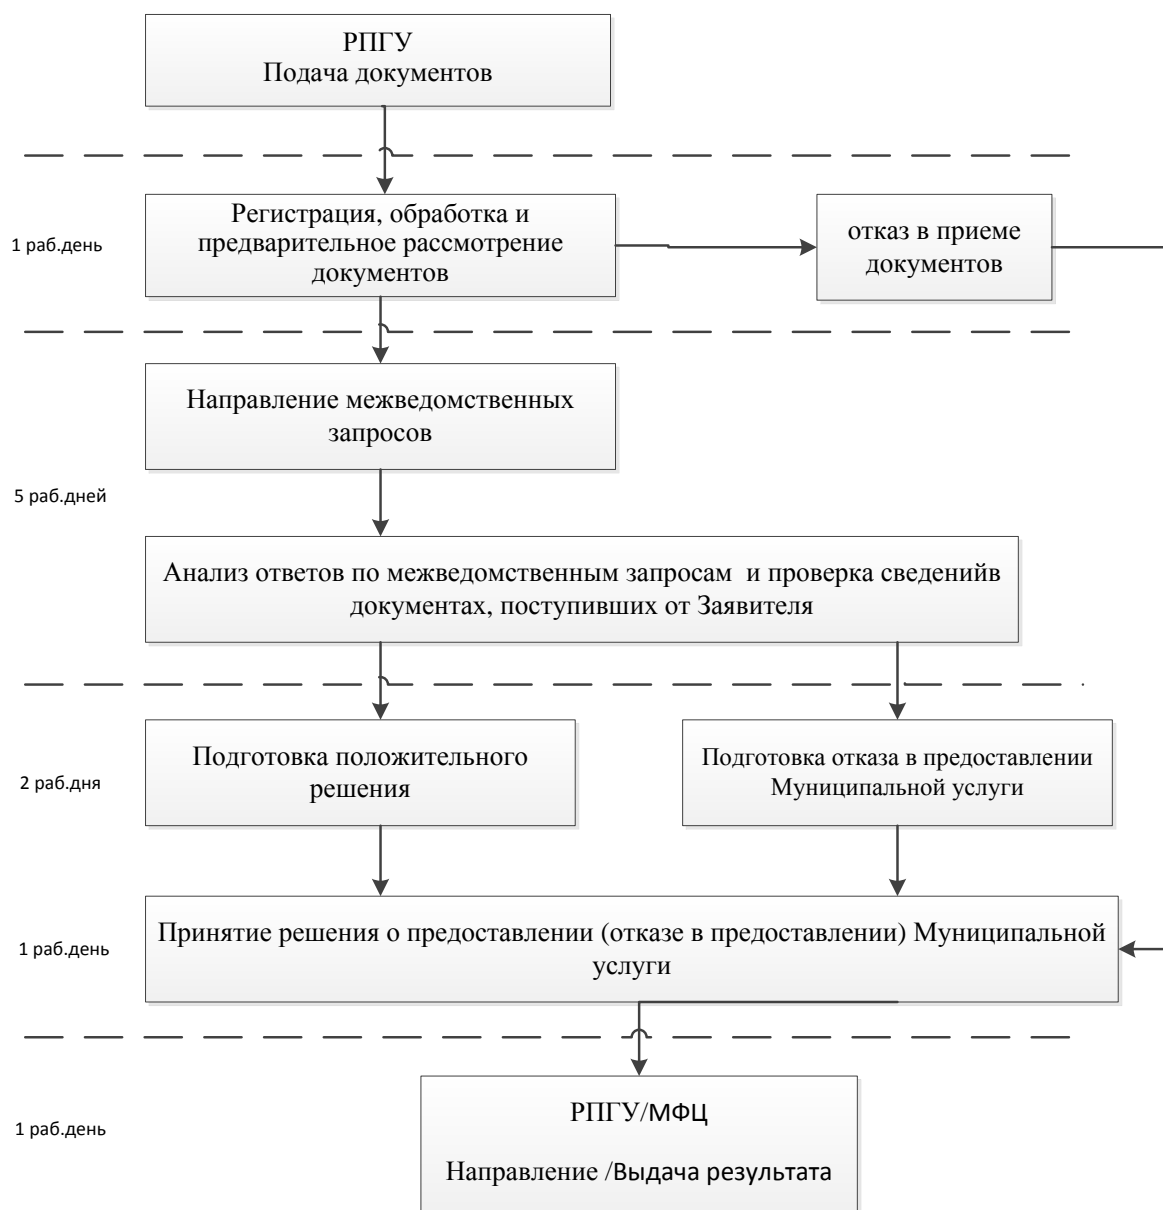 РПГУ
Подача документов
1 раб.день
Регистрация, обработка и
предварительное рассмотрение
документов
отказ в приеме
документов
Направление межведомственных
запросов
5 раб.дней
Анализ ответов по межведомственным запросам и проверка сведенийв
документах, поступивших от Заявителя
2 раб.дня
Подготовка положительного
решения
Подготовка отказа в предоставлении
Муниципальной услуги
1 раб.день
Принятие решения о предоставлении (отказе в предоставлении) Муниципальной
услуги
1 раб.день
РПГУ/МФЦ
Направление /Выдача результата